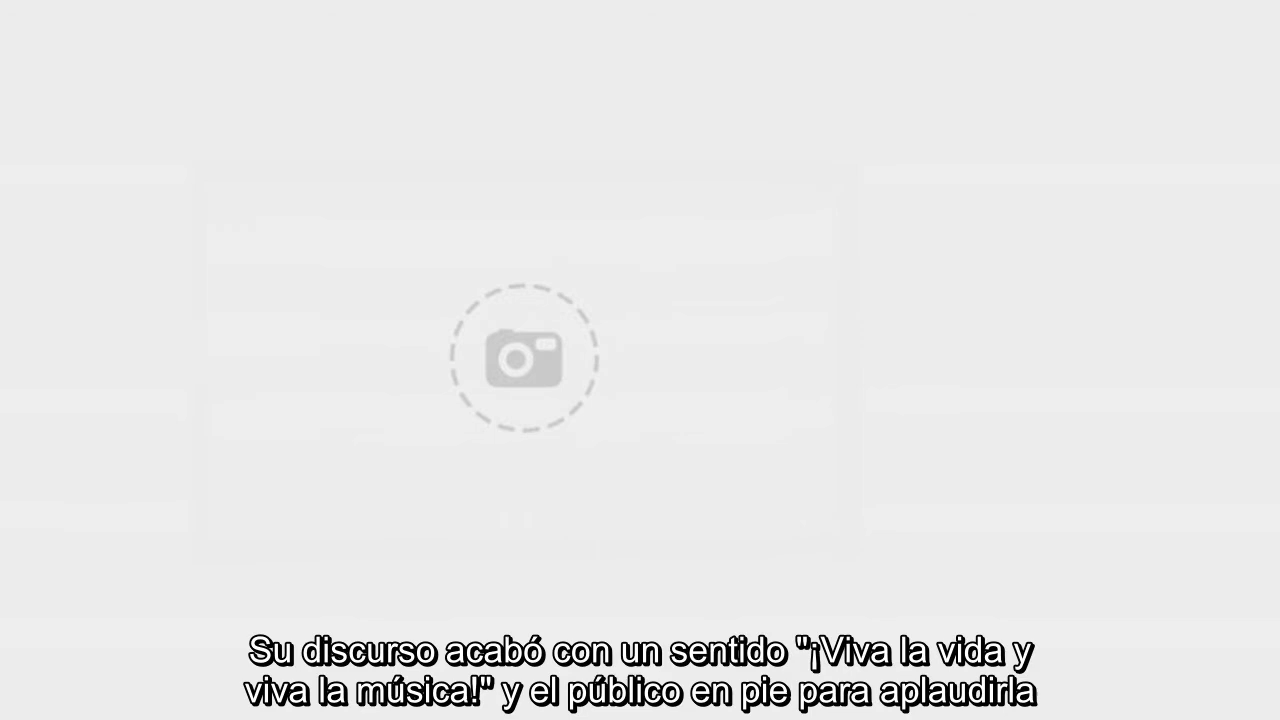 Su discurso acabó con un sentido "¡Viva la vida y
viva la música!" y el público en pie para aplaudirla